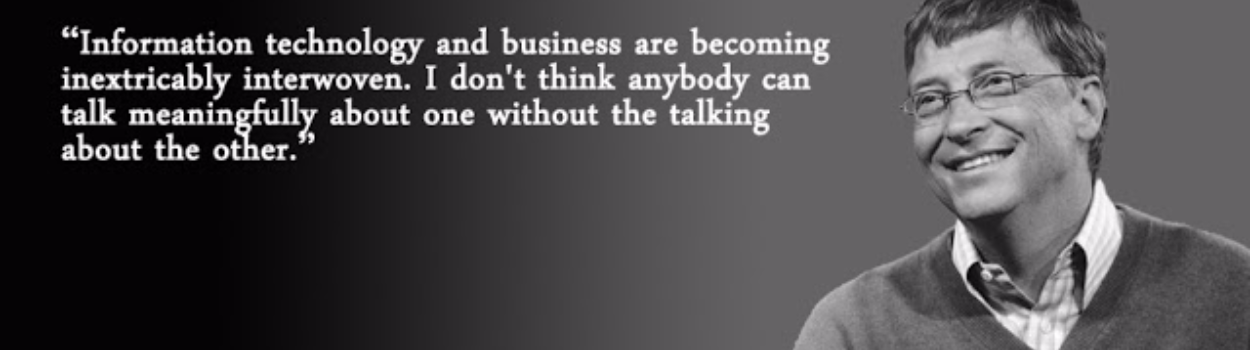 “Information technology and business are becoming
inextricably interwoven. I don't think anybody can
talk meaningfully about one without the talking
about the other.”